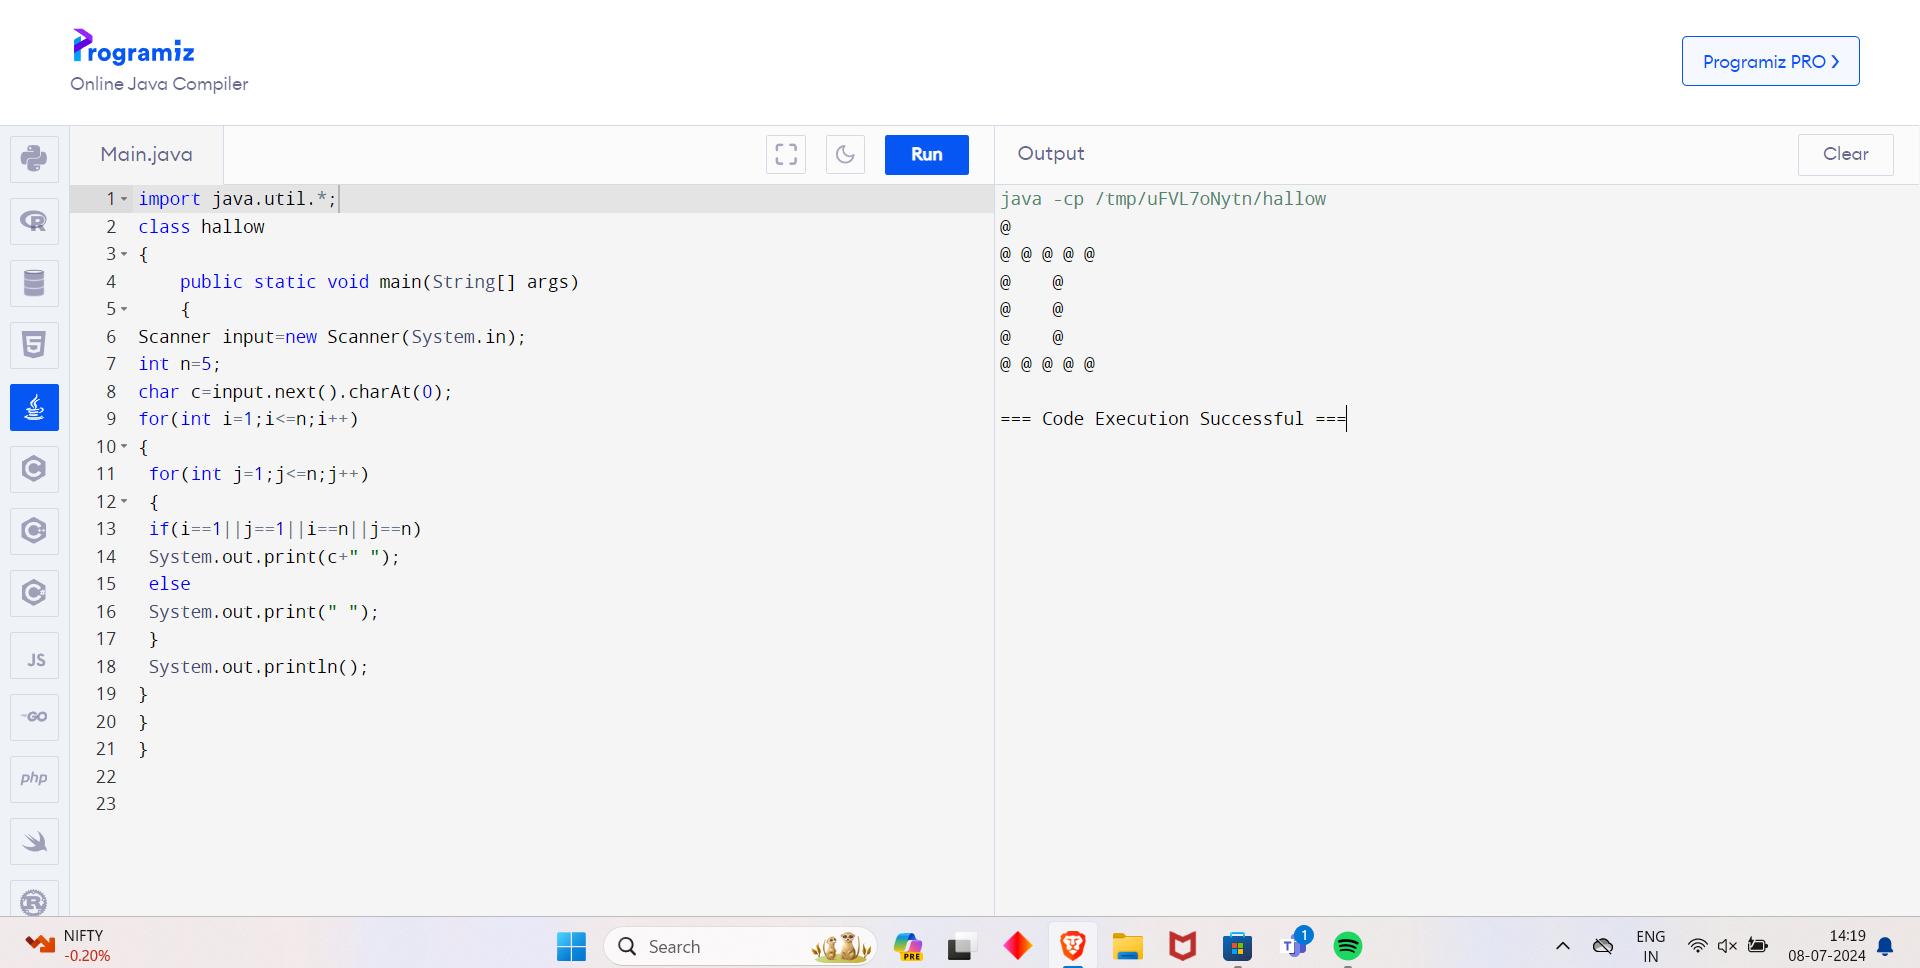 Programiz
Online Java Compiler
Programiz PRO >
Main.java
Run
Output
Clear
1 import java.util.*;
2 class hallow
3 {
4     public static void main(String[] args)
5     {
6 Scanner input=new Scanner(System.in);
7 int n=5;
8 char c=input.next().charAt(0);
9 for(int i=1;i<=n;i++)
10 {
11  for(int j=1;j<=n;j++)
12  {
13  if(i==1||j==1||i==n||j==n)
14  System.out.print(c+" ");
15  else
16  System.out.print(" ");
17  }
18  System.out.println();
19 }
20 }
21 }
22
23
java -cp /tmp/uFVL7oNytn/hallow
@
@ @ @ @ @
@    @
@    @
@    @
@ @ @ @ @
=== Code Execution Successful ===
R
5
C
C
C
JS
GO
php
R
NIFTY
-0.20%
Search
PRE
T
1
ENG
IN
14:19
08-07-2024